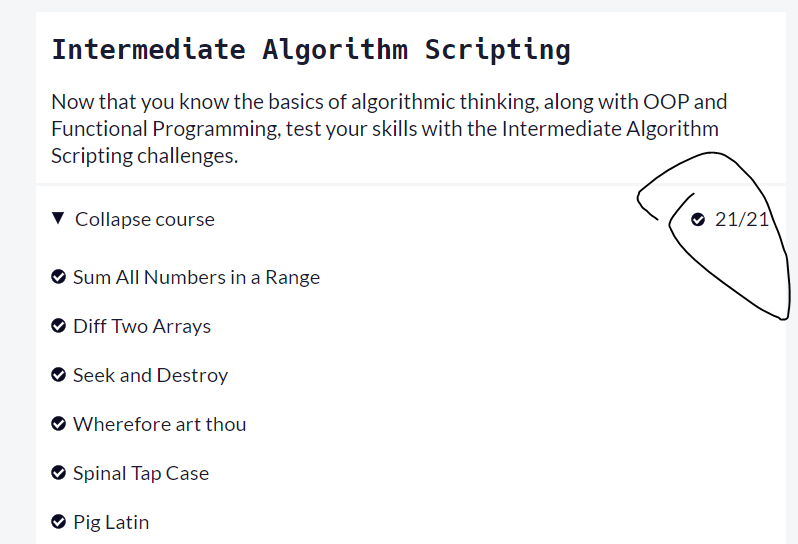 Intermediate Algorithm Scripting
Now that you know the basics of algorithmic thinking, along with OOP and
Functional Programming, test your skills with the Intermediate Algorithm
Scripting challenges.
Collapse course
21/21
Sum All Numbers in a Range
Diff Two Arrays
Seek and Destroy
Wherefore art thou
Spinal Tap Case
Pig Latin